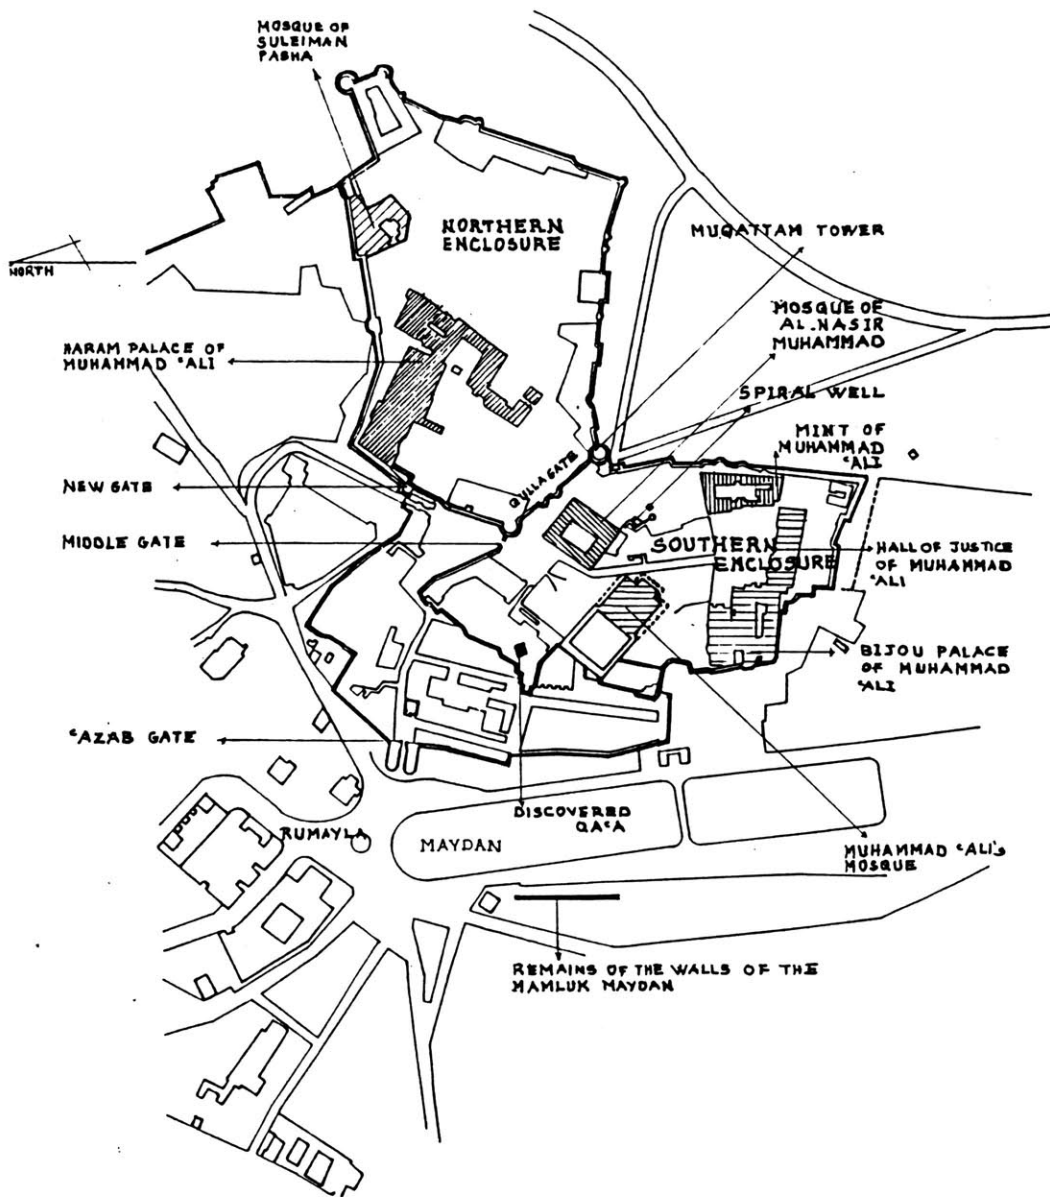 MOSQUE OF
SULEIMAN
PASHA
NORTHERN
ENCLOSURE
MUQATTAM TOWER
NORTH
MOSQUE OF
AL-NASIR
MUHAMMAD
HARAM PALACE OF
MUHAMMAD ʿALI
SPIRAL WELL
MINT OF
MUHAMMAD
ʿALI
QULLA GATE
NEW GATE
MIDDLE GATE
SOUTHERN
ENCLOSURE
HALL OF JUSTICE
OF MUHAMMAD
ʿALI
BIJOU PALACE
OF MUHAMMAD
ʿALI
ʿAZAB GATE
DISCOVERED
QAʿA
RUMAYLA
MAYDAN
MUHAMMAD ʿALI's
MOSQUE
REMAINS OF THE WALLS OF THE
MAMLUK MAYDAN